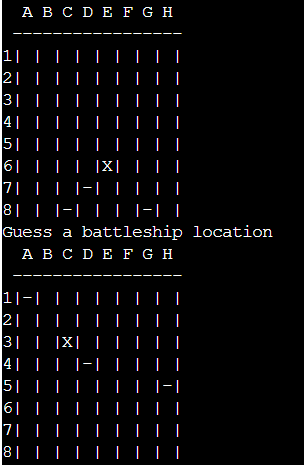 A B C D E F G H
 -----------------
1| | | | | | | | |
2| | | | | | | | |
3| | | | | | | | |
4| | | | | | | | |
5| | | | | | | | |
6| | | | |X| | | |
7| | | |-| | | | |
8| | |-| | | |-| |
Guess a battleship location
  A B C D E F G H
 -----------------
1|-| | | | | | | |
2| | | | | | | | |
3| | |X| | | | | |
4| | | |-| | | | |
5| | | | | | | |-|
6| | | | | | | | |
7| | | | | | | | |
8| | | | | | | | |